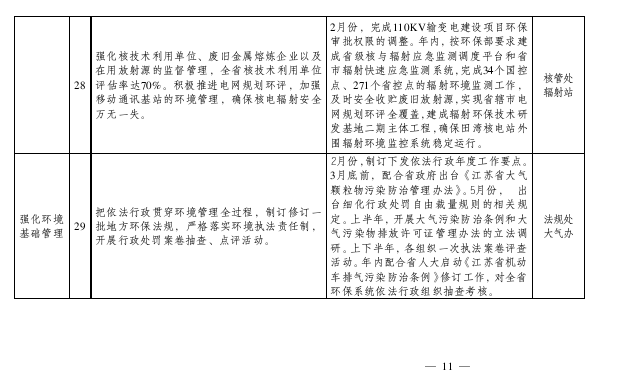 28
强化核技术利用单位、废旧金属熔炼企业以及
在用放射源的监督管理，全省核技术利用单位
评估率达70%。积极推进电网规划环评，加强
移动通讯基站的环境管理，确保核电辐射安全
万无一失。
2月份，完成110KV输变电建设项目环保
审批权限的调整。年内，按环保部要求建
成省级核与辐射应急监测调度平台和省
市辐射快速应急监测系统，完成34个国控
点、271个省控点的辐射环境监测工作，
及时安全收贮废旧放射源，实现省辖市电
网规划环评全覆盖，建成辐射环保技术研
发基地二期主体工程，确保田湾核电站外
围辐射环境监控系统稳定运行。
核管处
辐射站
强化环境
基础管理
29
把依法行政贯穿环境管理全过程，制订修订一
批地方环保法规，严格落实环境执法责任制，
开展行政处罚案卷抽查、点评活动。
2月份，制订下发依法行政年度工作要点。
3月底前，配合省政府出台《江苏省大气
颗粒物污染防治管理办法》。5月份， 出
台细化行政处罚自由裁量规则的相关规
定。上半年，开展大气污染防治条例和大
气污染物排放许可证管理办法的立法调
研。上下半年，各组织一次执法案卷评查
活动。年内配合省人大启动《江苏省机动
车排气污染防治条例》修订工作，对全省
环保系统依法行政组织抽查考核。
法规处
大气办
— 11 —